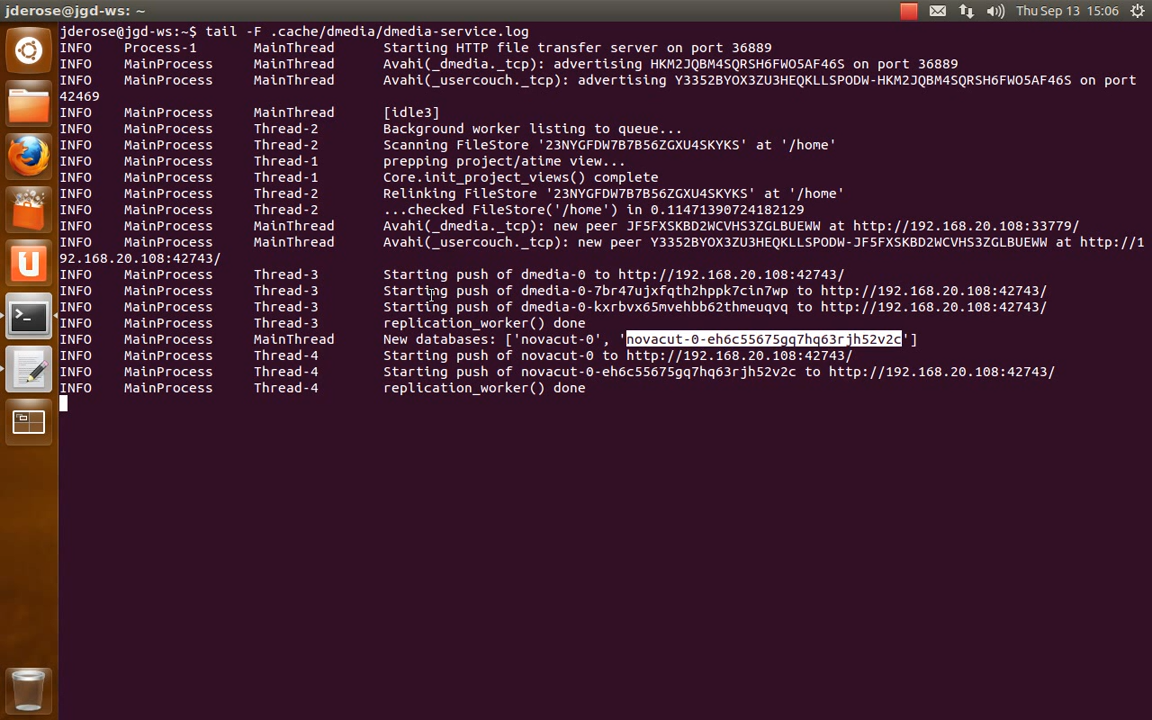 jderose@jgd-ws: ~
Thu Sep 13 15:06
jderose@jgd-ws:~$ tail -F .cache/dmedia/dmedia-service.log
INFO Process-1 MainThread Starting HTTP file transfer server on port 36889
INFO MainProcess MainThread Avahi(_dmedia._tcp): advertising HKM2JQBM4SQRSH6FWO5AF46S on port 36889
INFO MainProcess MainThread Avahi(_usercouch._tcp): advertising Y3352BYOX3ZU3HEQKLLSPODW-HKM2JQBM4SQRSH6FWO5AF46S on port
42469
INFO MainProcess MainThread [idle3]
INFO MainProcess Thread-2 Background worker listing to queue...
INFO MainProcess Thread-2 Scanning FileStore '23NYGFDW7B7B56ZGXU4SKYKS' at '/home'
INFO MainProcess Thread-1 prepping project/atime view...
INFO MainProcess Thread-1 Core.init_project_views() complete
INFO MainProcess Thread-2 Relinking FileStore '23NYGFDW7B7B56ZGXU4SKYKS' at '/home'
INFO MainProcess Thread-2 ...checked FileStore('/home') in 0.11471390724182129
INFO MainProcess MainThread Avahi(_dmedia._tcp): new peer JF5FXSKBD2WCVHS3ZGLBUEWW at http://192.168.20.108:33779/
INFO MainProcess MainThread Avahi(_usercouch._tcp): new peer Y3352BYOX3ZU3HEQKLLSPODW-JF5FXSKBD2WCVHS3ZGLBUEWW at http://1
92.168.20.108:42743/
INFO MainProcess Thread-3 Starting push of dmedia-0 to http://192.168.20.108:42743/
INFO MainProcess Thread-3 Starting push of dmedia-0-7br47ujxfqth2hppk7cin7wp to http://192.168.20.108:42743/
INFO MainProcess Thread-3 Starting push of dmedia-0-kxrbvx65mvehbb62thmeuqvq to http://192.168.20.108:42743/
INFO MainProcess Thread-3 replication_worker() done
INFO MainProcess MainThread New databases: ['novacut-0', 'novacut-0-eh6c55675gq7hq63rjh52v2c']
INFO MainProcess Thread-4 Starting push of novacut-0 to http://192.168.20.108:42743/
INFO MainProcess Thread-4 Starting push of novacut-0-eh6c55675gq7hq63rjh52v2c to http://192.168.20.108:42743/
INFO MainProcess Thread-4 replication_worker() done